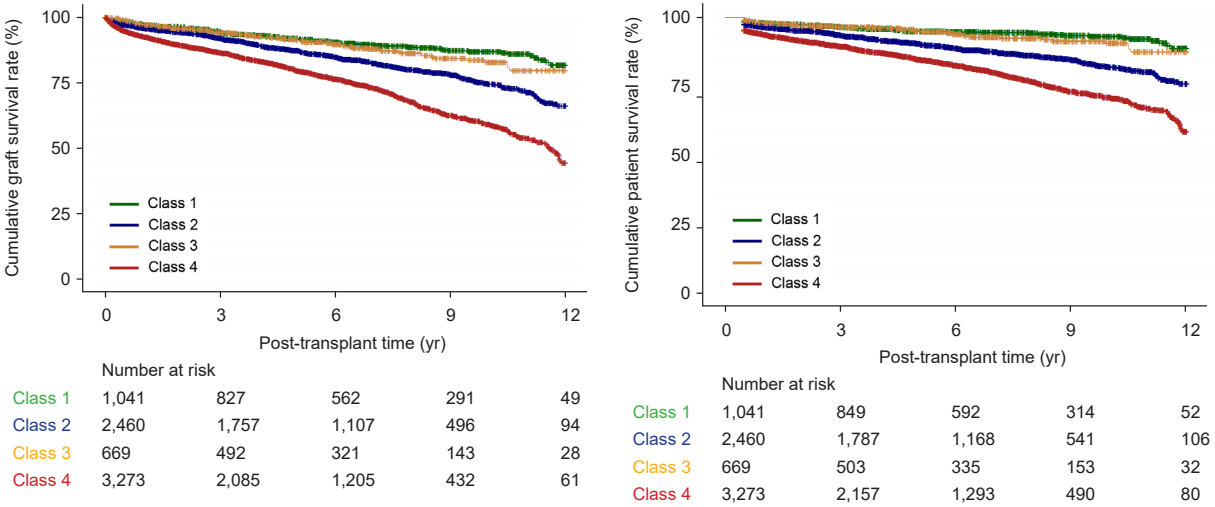 Cumulative graft survival rate (%)
100
75
50
25
0
Class 1
Class 2
Class 3
Class 4
0 3 6 9 12
Post-transplant time (yr)
Number at risk
Class 1 1,041 827 562 291 49
Class 2 2,460 1,757 1,107 496 94
Class 3 669 492 321 143 28
Class 4 3,273 2,085 1,205 432 61
Cumulative patient survival rate (%)
100
75
50
25
0
Class 1
Class 2
Class 3
Class 4
0 3 6 9 12
Post-transplant time (yr)
Number at risk
Class 1 1,041 849 592 314 52
Class 2 2,460 1,787 1,168 541 106
Class 3 669 503 335 153 32
Class 4 3,273 2,157 1,293 490 80